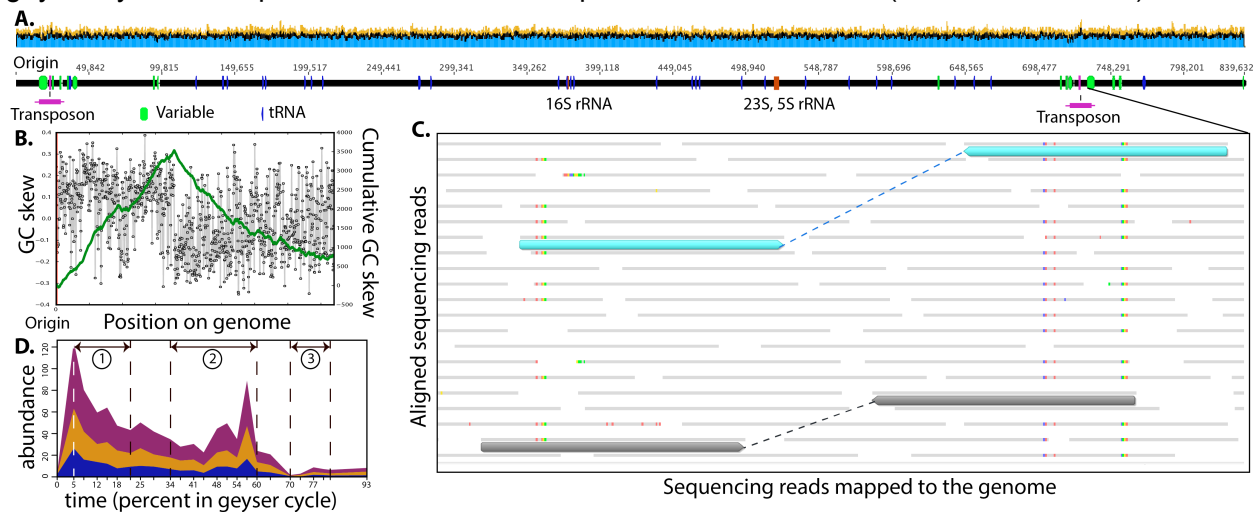 A.
Origin
49,842 99,815 149,655 199,517 249,441 299,341 349,262 399,118 449,045 498,940 548,787 598,696 648,565 698,477 748,291 798,201 839,632
Transposon
Variable
tRNA
16S rRNA
23S, 5S rRNA
Transposon
B.
GC skew
0.4
0.3
0.2
0.1
0.0
−0.1
−0.2
−0.3
−0.4
4000
3500
3000
2500
2000
1500
1000
500
0
−500
Cumulative GC skew
0
Origin
Position on genome
C.
Aligned sequencing reads
Sequencing reads mapped to the genome
D.
abundance
120
100
80
60
40
20
0
1 2 3
0 5 12 18 25 34 41 48 54 60 70 77 93
time (percent in geyser cycle)